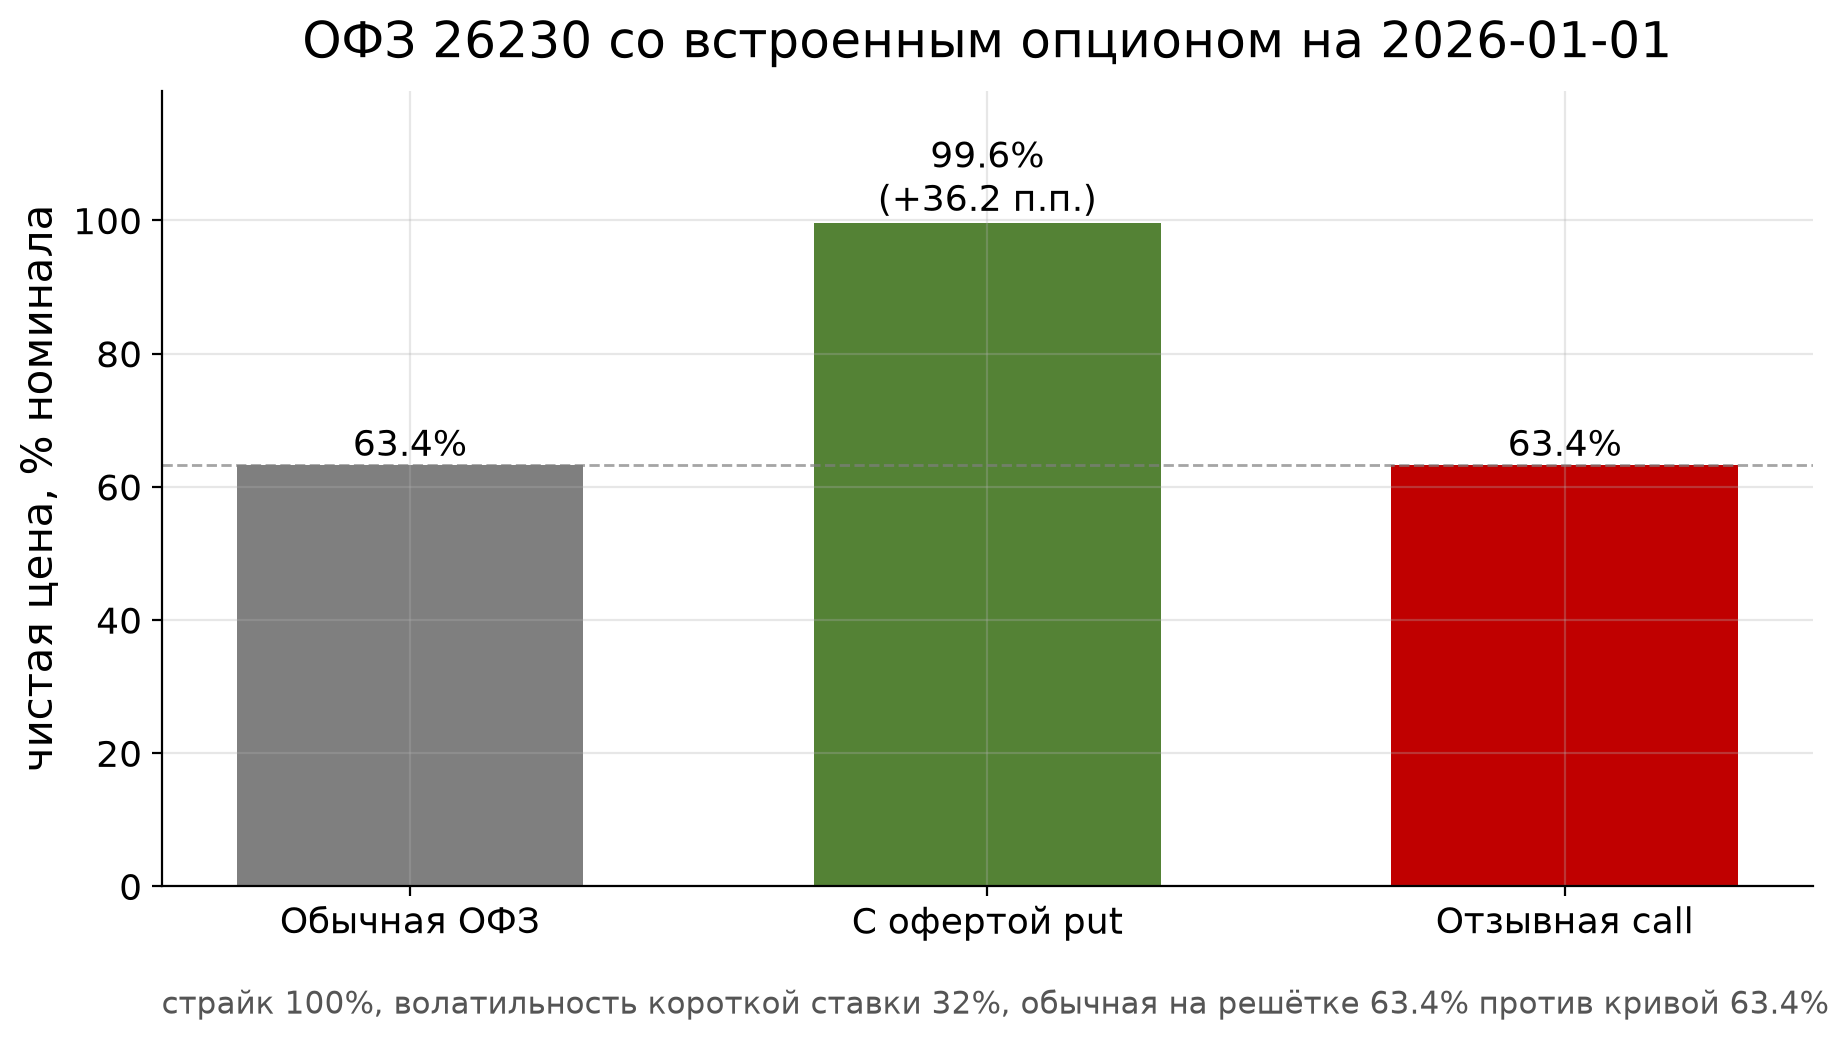 ОФЗ 26230 со встроенным опционом на 2026-01-01
чистая цена, % номинала
100
80
60
40
20
0
63.4%
99.6%
(+36.2 п.п.)
63.4%
Обычная ОФЗ
С офертой put
Отзывная call
страйк 100%, волатильность короткой ставки 32%, обычная на решётке 63.4% против кривой 63.4%